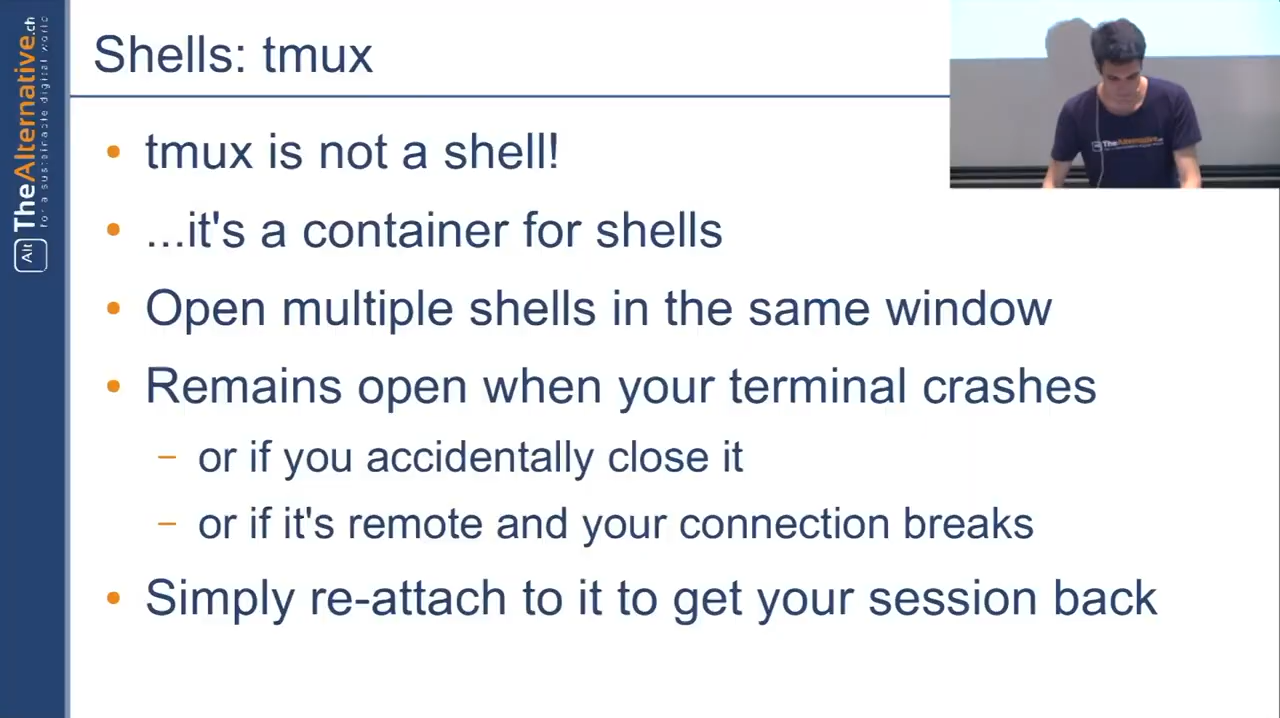 Shells: tmux
tmux is not a shell!
...it's a container for shells
Open multiple shells in the same window
Remains open when your terminal crashes
– or if you accidentally close it
– or if it's remote and your connection breaks
Simply re-attach to it to get your session back
Alt TheAlternative.ch
for a sustainable digital world
TheAlternative